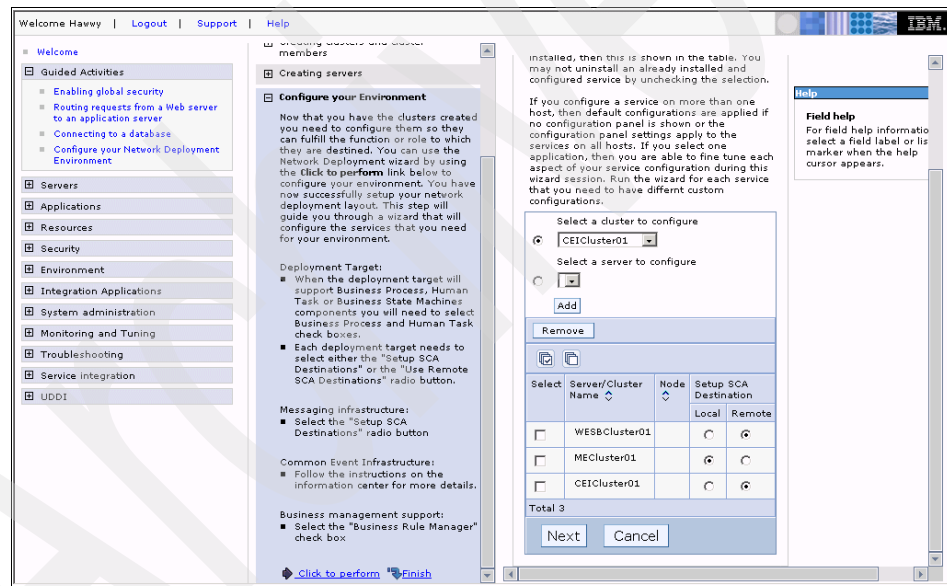 Welcome Hawwy | Logout | Support | Help
IBM.
Welcome
Guided Activities
Enabling global security
Routing requests from a Web server
to an application server
Connecting to a database
Configure your Network Deployment
Environment
Servers
Applications
Resources
Security
Environment
Integration Applications
System administration
Monitoring and Tuning
Troubleshooting
Service integration
UDDI
Creating clusters and cluster
members
Creating servers
Configure your Environment
Now that you have the clusters created
you need to configure them so they
can fulfill the function or role to which
they are destined. You can use the
Network Deployment wizard by using
the Click to perform link below to
configure your environment. You have
now successfully setup your network
deployment layout. This step will
guide you through a wizard that will
configure the services that you need
for your environment.
Deployment Target:
When the deployment target will
support Business Process, Human
Task or Business State Machines
components you will need to select
Business Process and Human Task
check boxes.
Each deployment target needs to
select either the "Setup SCA
Destinations" or the "Use Remote
SCA Destinations" radio button.
Messaging infrastructure:
Select the "Setup SCA
Destinations" radio button
Common Event Infrastructure:
Follow the instructions on the
information center for more details.
Business management support:
Select the "Business Rule Manager"
check box
Click to perform Finish
installed, then this is shown in the table. You
may not uninstall an already installed and
configured service by unchecking the selection.
If you configure a service on more than one
host, then default configurations are applied if
no configuration panel is shown or the
configuration panel settings apply to the
services on all hosts. If you select one
application, then you are able to fine tune each
aspect of your service configuration during this
wizard session. Run the wizard for each service
that you need to have differnt custom
configurations.
Select a cluster to configure
CEICluster01
Select a server to configure
Add
Remove
Select Server/Cluster Name Node Setup SCA Destination
Local Remote
WESBCluster01
MECluster01
CEICluster01
Total 3
Next Cancel
Help
Field help
For field help informatio
select a field label or lis
marker when the help
cursor appears.